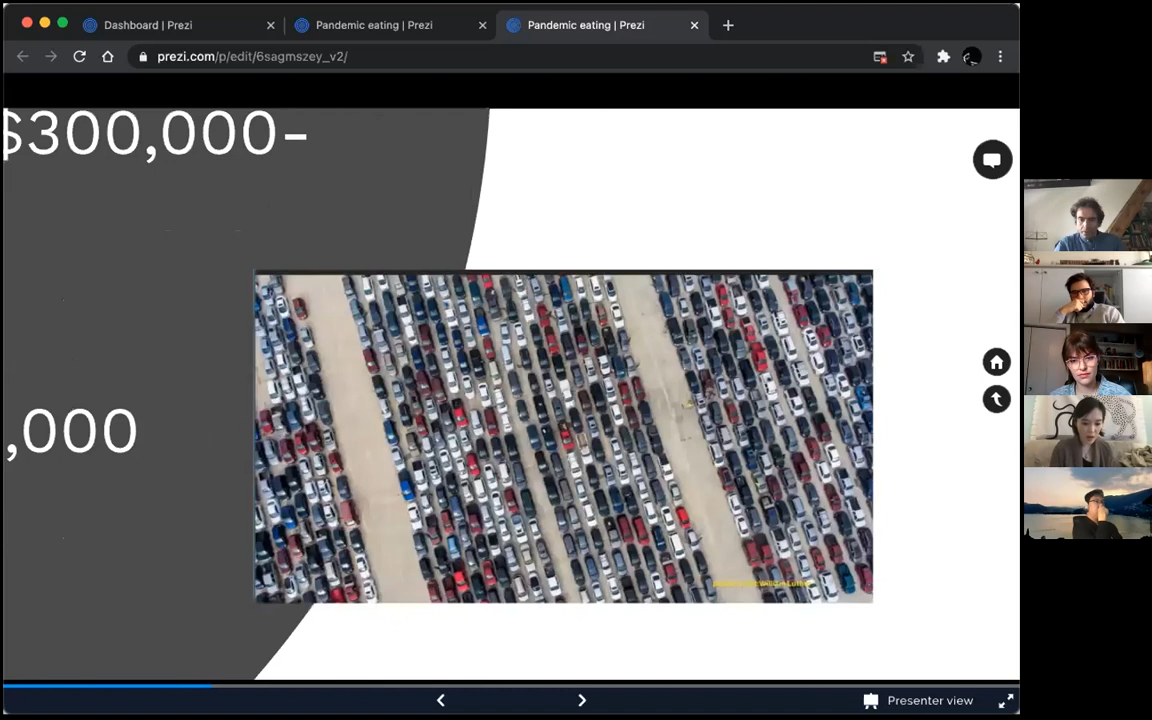 Dashboard | Prezi
Pandemic eating | Prezi
Pandemic eating | Prezi
prezi.com/p/edit/6sagmszey_v2/
$300,000-
,000
Presenter view